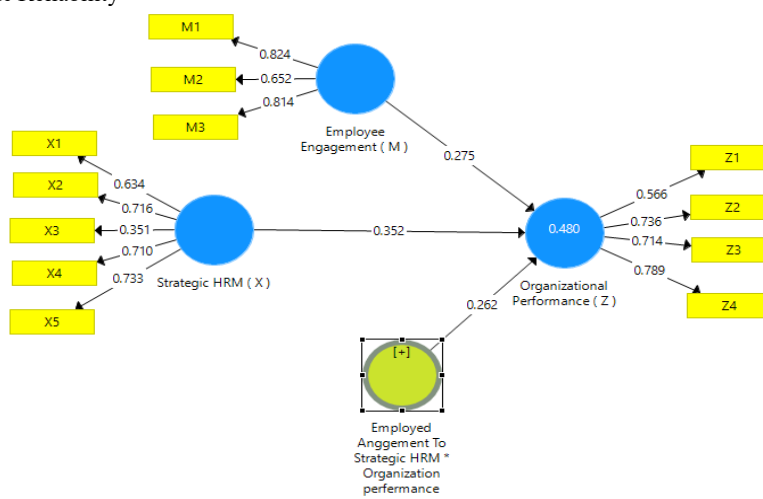 M1
0.824
M2
0.652
0.814
M3
Employee
Engagement ( M )
0.275
X1
0.634
X2
0.716
X3
0.351
X4
0.710
0.733
X5
Strategic HRM ( X )
0.352
0.480
Organizational
Performance ( Z )
Z1
0.566
Z2
0.736
0.714
Z3
0.789
Z4
0.262
[+]
Employed
Anggement To
Strategic HRM *
Organization
perfermance